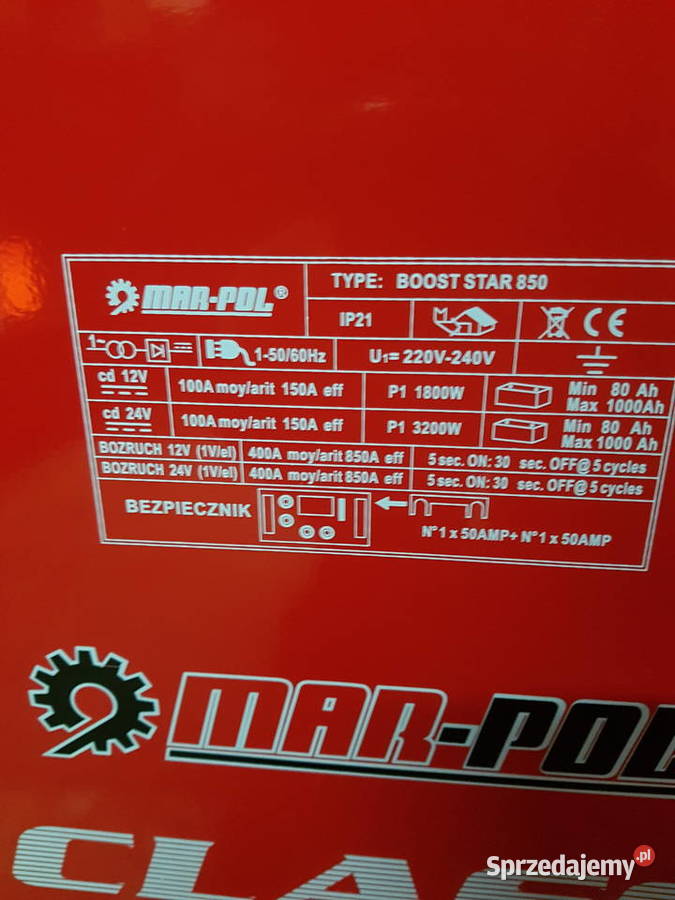 MAR-POL®
TYPE: BOOST STAR 850
IP21
CE
1~
1-50/60Hz
U1= 220V-240V
cd 12V
100A moy/arit 150A eff
P1 1800W
Min 80 Ah
Max 1000Ah
cd 24V
100A moy/arit 150A eff
P1 3200W
Min 80 Ah
Max 1000 Ah
BOZRUCH 12V (1V/el)
400A moy/arit 850A eff
5 sec. ON: 30 sec. OFF@5 cycles
BOZRUCH 24V (1V/el)
400A moy/arit 850A eff
5 sec. ON: 30 sec. OFF@5 cycles
BEZPIECZNIK
N°1 x 50AMP+ N°1 x 50AMP
MAR-POL
Sprzedajemy.pl